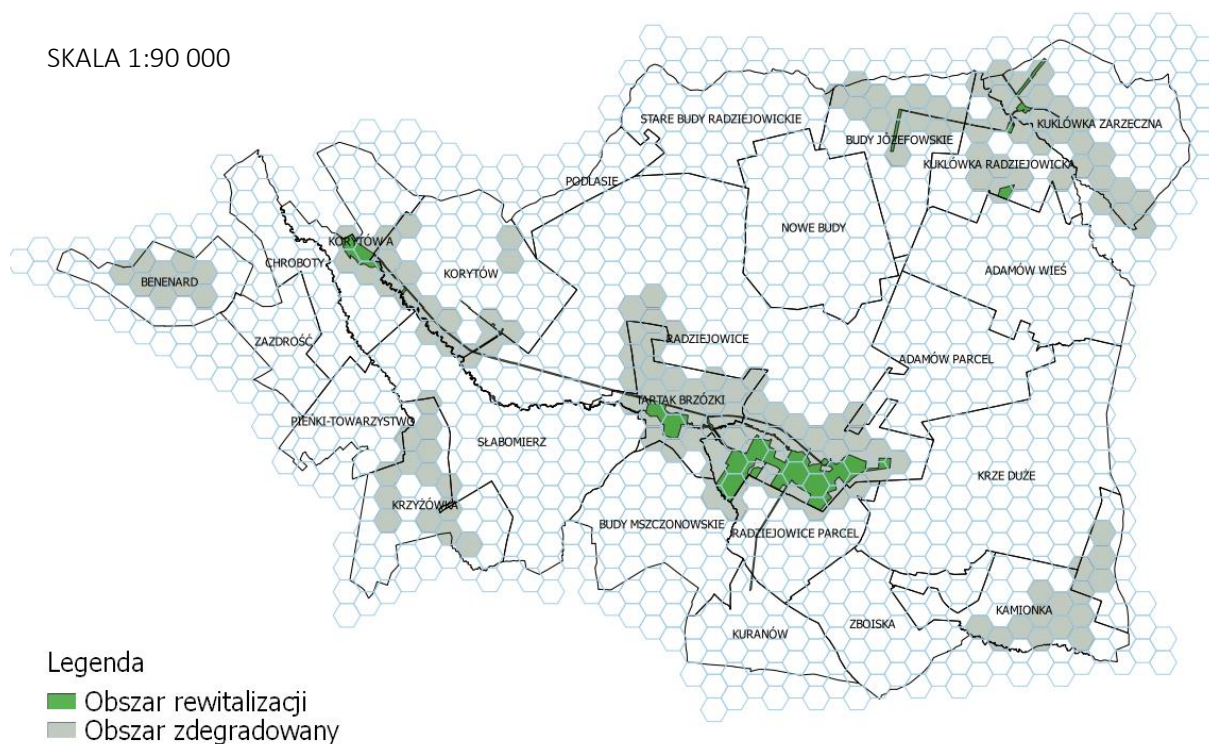 SKALA 1:90 000
STARE BUDY RADZIEJOWICKIE
KUKLÓWKA ZARZECZNA
BUDY JÓZEFOWSKIE
KUKLÓWKA RADZIEJOWICKA
PODLASIE
NOWE BUDY
KORYTÓW A
CHROBOTY
KORYTÓW
ADAMÓW WIEŚ
BENENARD
ZAZDROŚĆ
RADZIEJOWICE
ADAMÓW PARCEL
TARTAK BRZÓZKI
PIEŃKI-TOWARZYSTWO
SŁABOMIERZ
KRZE DUŻE
KRZYŻÓWKA
BUDY MSZCZONOWSKIE
RADZIEJOWICE PARCEL
KAMIONKA
ZBOISKA
KURANÓW
Legenda
Obszar rewitalizacji
Obszar zdegradowany